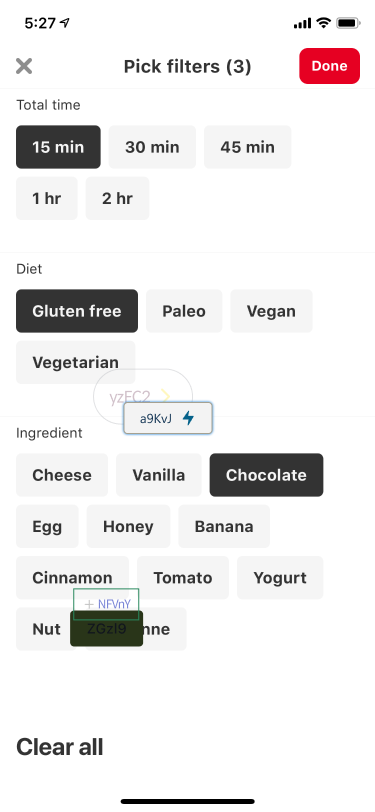 5:27
Pick filters (3)
Done
Total time
15 min
30 min
45 min
1 hr
2 hr
Diet
Gluten free
Paleo
Vegan
Vegetarian
yzEC2
a9KvJ
Ingredient
Cheese
Vanilla
Chocolate
Egg
Honey
Banana
Cinnamon
Tomato
Yogurt
+ NFVnY
Nut
ZGzl9
nne
Clear all